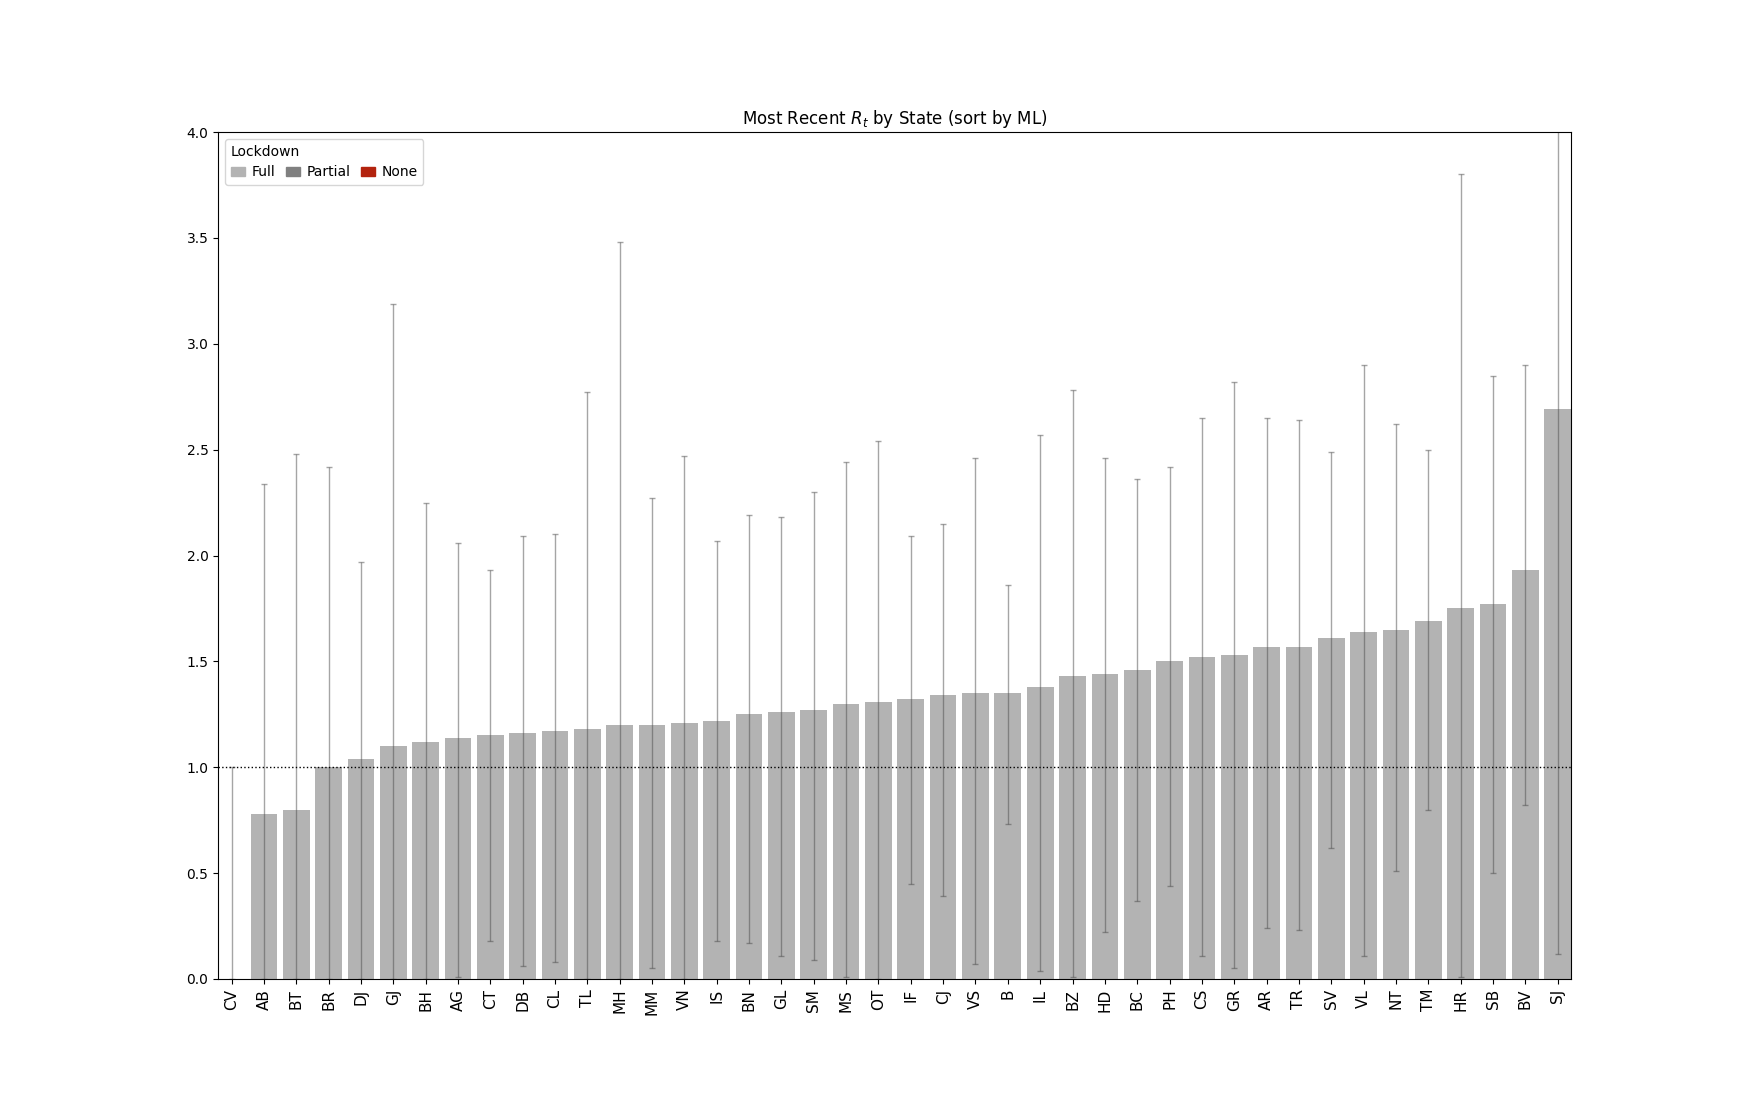 Most Recent R_t by State (sort by ML)
4.0
Lockdown
Full Partial None
3.5
3.0
2.5
2.0
1.5
1.0
0.5
0.0
CV AB BT BR DJ GJ BH AG CT DB CL TL MH MM VN IS BN GL SM MS OT IF CJ VS B IL BZ HD BC PH CS GR AR TR SV VL NT TM HR SB BV SJ